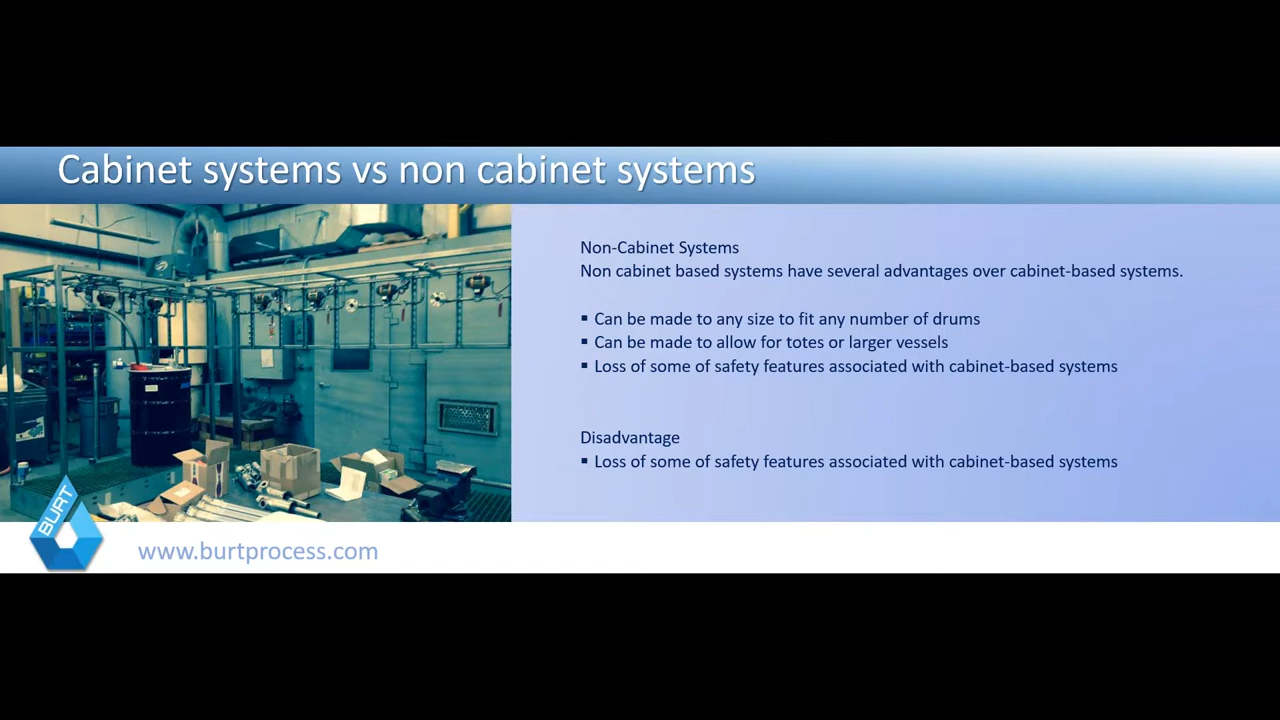 Cabinet systems vs non cabinet systems
Non-Cabinet Systems
Non cabinet based systems have several advantages over cabinet-based systems.
▪ Can be made to any size to fit any number of drums
▪ Can be made to allow for totes or larger vessels
▪ Loss of some of safety features associated with cabinet-based systems
Disadvantage
▪ Loss of some of safety features associated with cabinet-based systems
BURT
www.burtprocess.com